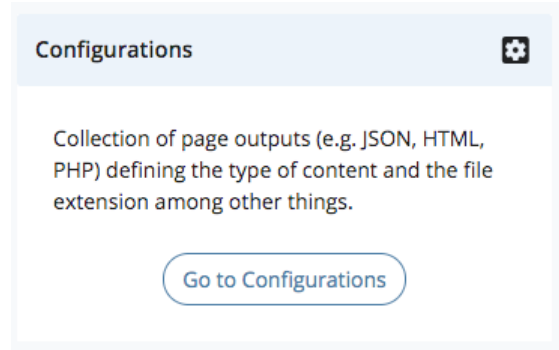 Configurations
Collection of page outputs (e.g. JSON, HTML,
PHP) defining the type of content and the file
extension among other things.
Go to Configurations